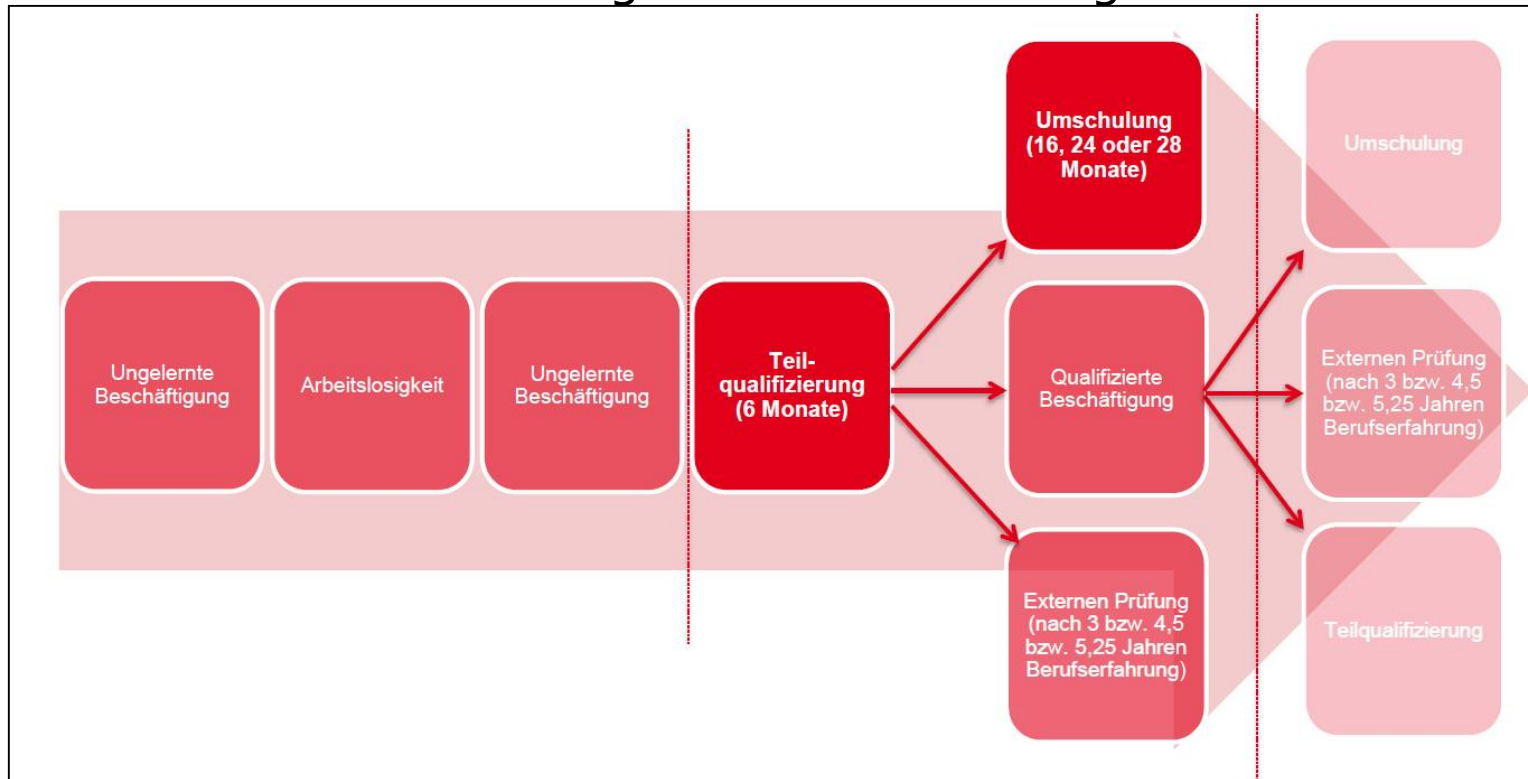 Ungelernte
Beschäftigung
Arbeitslosigkeit
Ungelernte
Beschäftigung
Teil-
qualifizierung
(6 Monate)
Umschulung
(16, 24 oder 28
Monate)
Qualifizierte
Beschäftigung
Externen Prüfung
(nach 3 bzw. 4,5
bzw. 5,25 Jahren
Berufserfahrung)
Umschulung
Externen Prüfung
(nach 3 bzw. 4,5
bzw. 5,25 Jahren
Berufserfahrung)
Teilqualifizierung